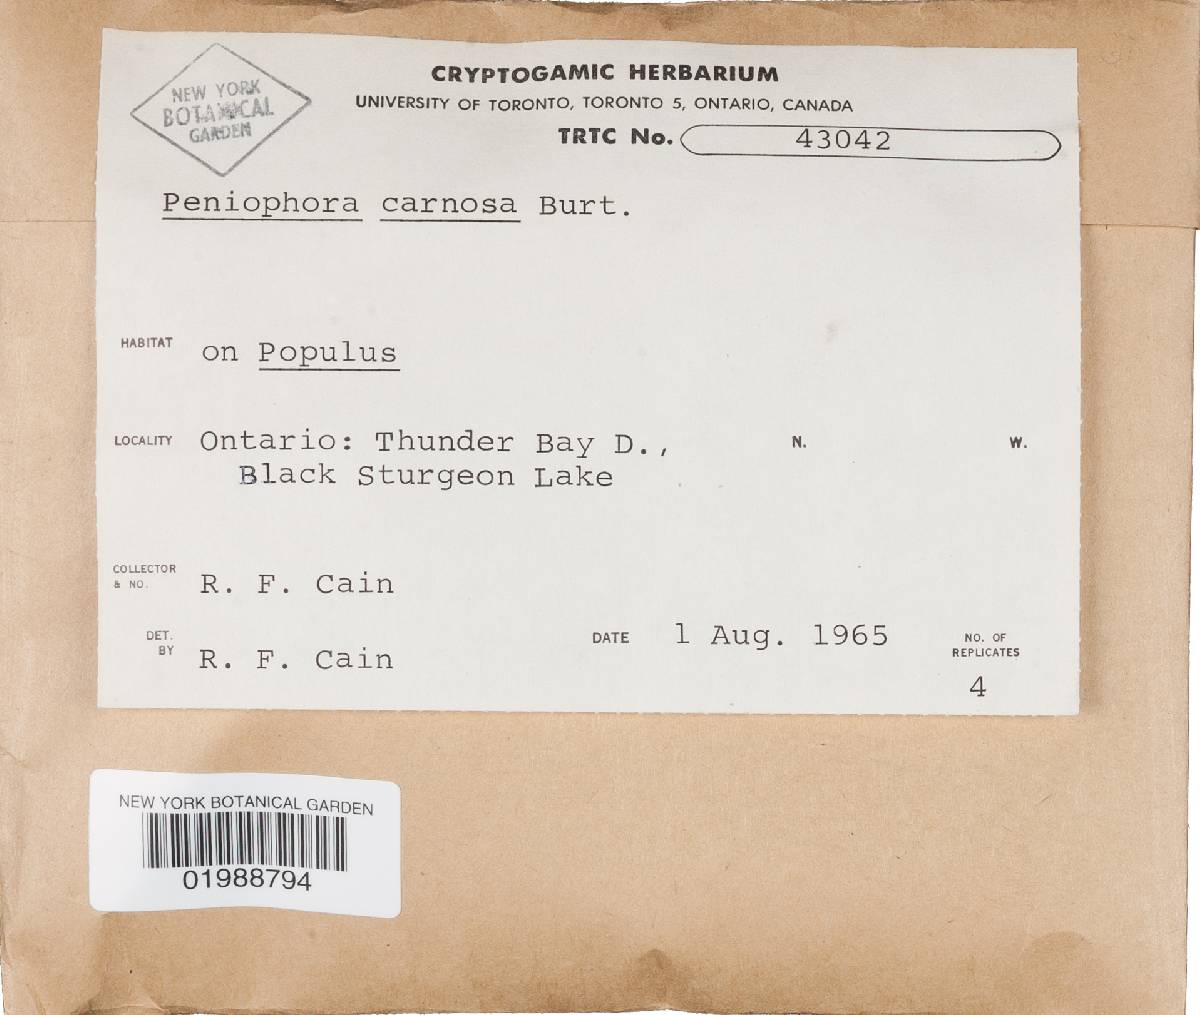 NEW YORK
BOTANICAL
GARDEN
CRYPTOGAMIC HERBARIUM
UNIVERSITY OF TORONTO, TORONTO 5, ONTARIO, CANADA
TRTC No. 43042
Peniophora carnosa Burt.
HABITAT on Populus
LOCALITY Ontario: Thunder Bay D., N. W.
Black Sturgeon Lake
COLLECTOR
& NO. R. F. Cain
DET.
BY R. F. Cain
DATE 1 Aug. 1965
NO. OF
REPLICATES
4
NEW YORK BOTANICAL GARDEN
01988794